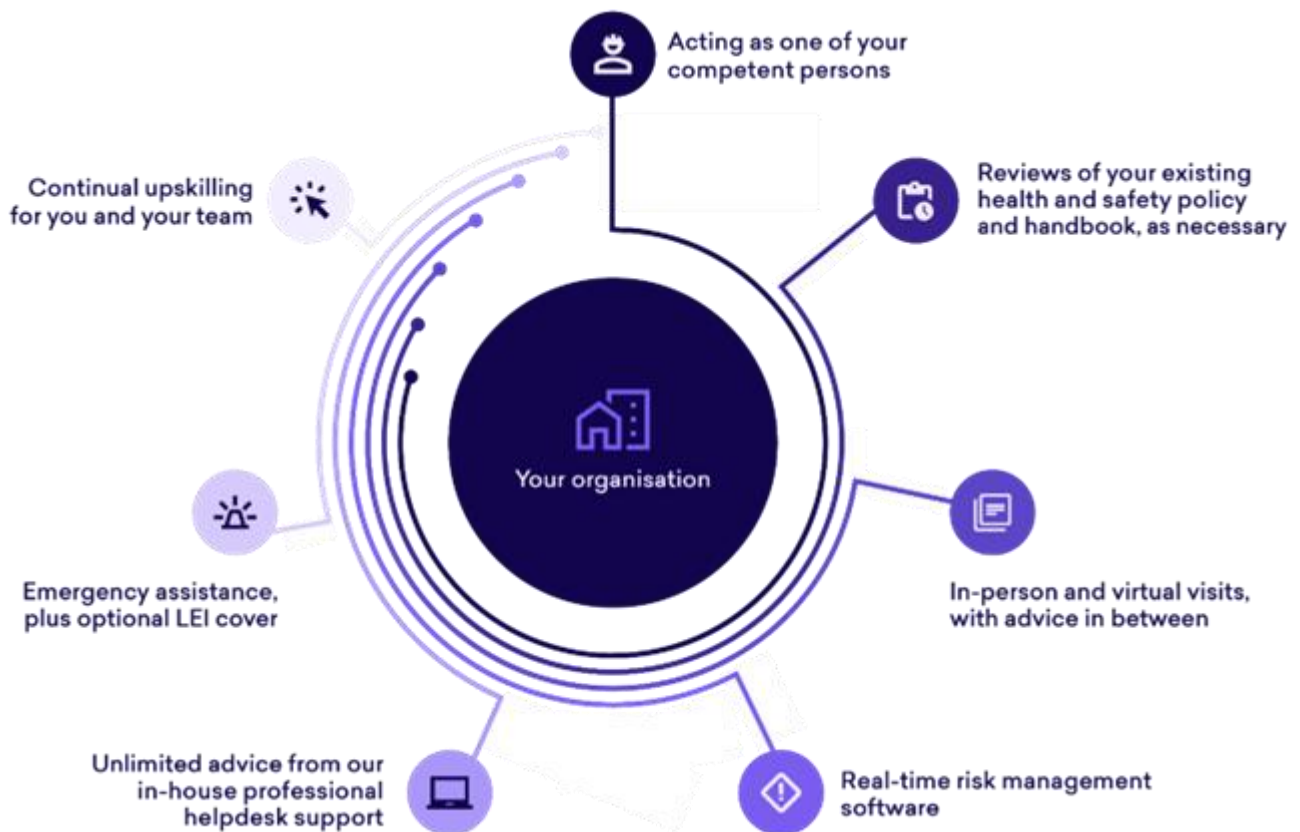 Acting as one of your
competent persons
Reviews of your existing
health and safety policy
and handbook, as necessary
In-person and virtual visits,
with advice in between
Real-time risk management
software
Unlimited advice from our
in-house professional
helpdesk support
Emergency assistance,
plus optional LEI cover
Continual upskilling
for you and your team
Your organisation